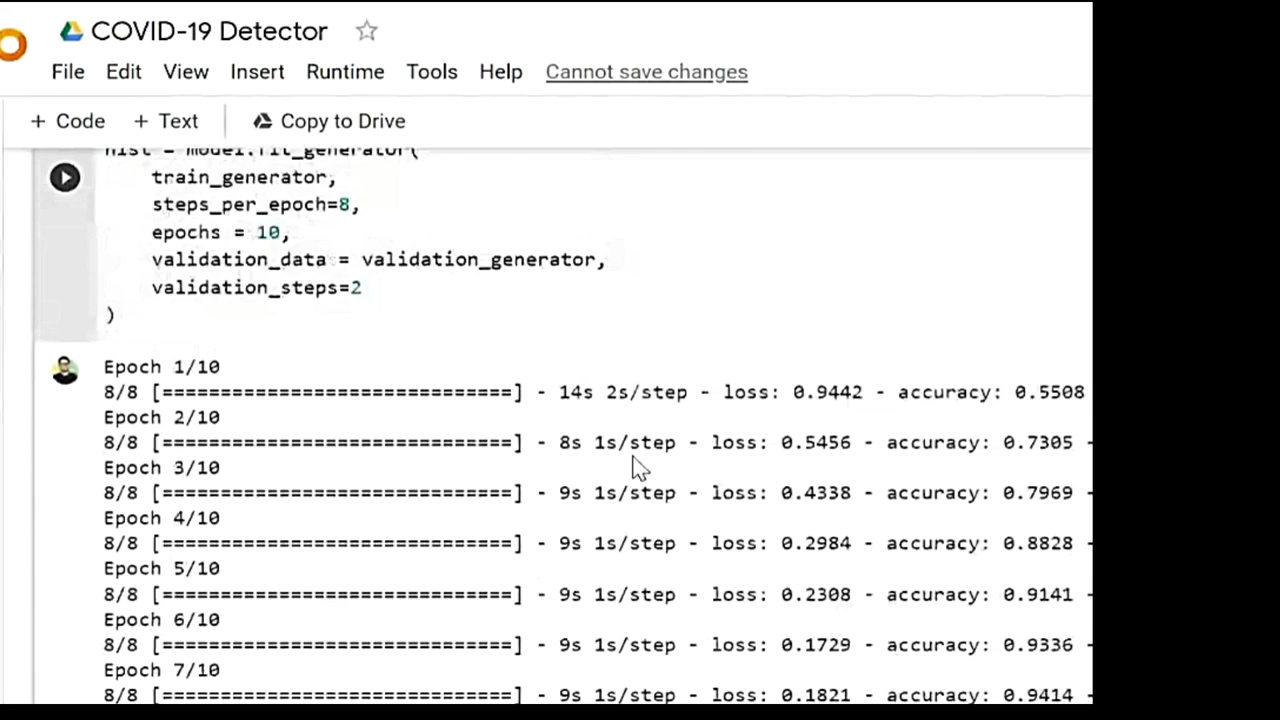 COVID-19 Detector
File Edit View Insert Runtime Tools Help Cannot save changes
+ Code + Text Copy to Drive
hist = model.fit_generator(
train_generator,
steps_per_epoch=8,
epochs = 10,
validation_data = validation_generator,
validation_steps=2
)
Epoch 1/10
8/8 [==============================] - 14s 2s/step - loss: 0.9442 - accuracy: 0.5508
Epoch 2/10
8/8 [==============================] - 8s 1s/step - loss: 0.5456 - accuracy: 0.7305 -
Epoch 3/10
8/8 [==============================] - 9s 1s/step - loss: 0.4338 - accuracy: 0.7969 -
Epoch 4/10
8/8 [==============================] - 9s 1s/step - loss: 0.2984 - accuracy: 0.8828 -
Epoch 5/10
8/8 [==============================] - 9s 1s/step - loss: 0.2308 - accuracy: 0.9141 -
Epoch 6/10
8/8 [==============================] - 9s 1s/step - loss: 0.1729 - accuracy: 0.9336 -
Epoch 7/10
8/8 [==============================] - 9s 1s/step - loss: 0.1821 - accuracy: 0.9414 -